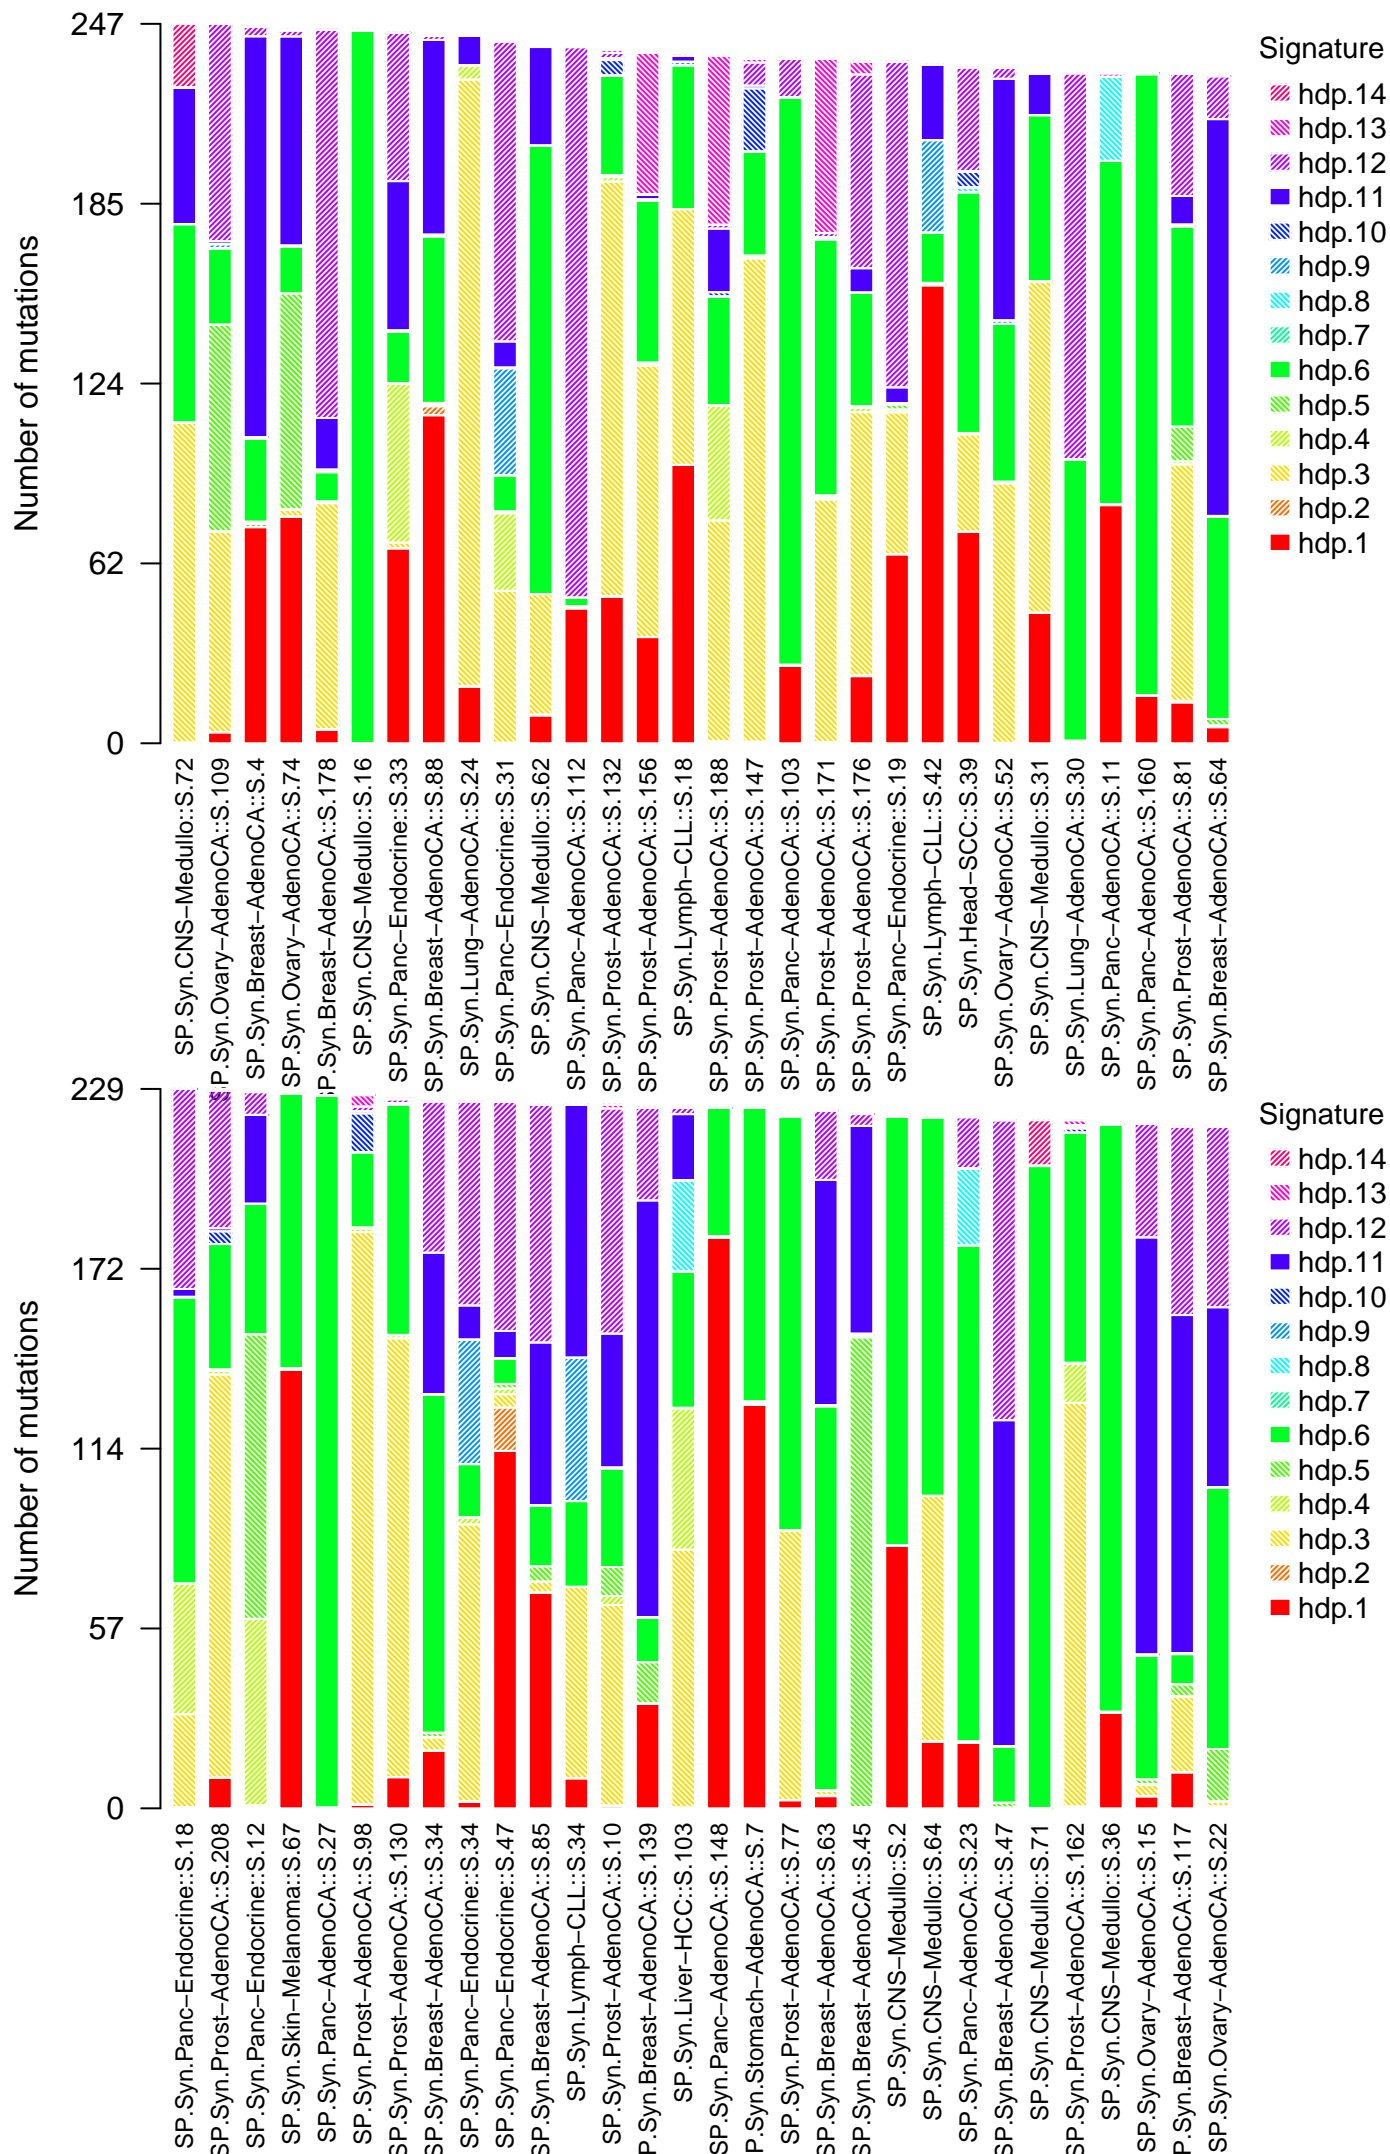 Number of mutations
247
185
124
62
0
Signature
hdp.14
hdp.13
hdp.12
hdp.11
hdp.10
hdp.9
hdp.8
hdp.7
hdp.6
hdp.5
hdp.4
hdp.3
hdp.2
hdp.1
SP.Syn.CNS−Medullo::S.72
SP.Syn.Ovary−AdenoCA::S.109
SP.Syn.Breast−AdenoCA::S.4
SP.Syn.Ovary−AdenoCA::S.74
SP.Syn.Breast−AdenoCA::S.178
SP.Syn.CNS−Medullo::S.16
SP.Syn.Panc−Endocrine::S.33
SP.Syn.Breast−AdenoCA::S.88
SP.Syn.Lung−AdenoCA::S.24
SP.Syn.Panc−Endocrine::S.31
SP.Syn.CNS−Medullo::S.62
SP.Syn.Panc−AdenoCA::S.112
SP.Syn.Prost−AdenoCA::S.132
SP.Syn.Prost−AdenoCA::S.156
SP.Syn.Lymph−CLL::S.18
SP.Syn.Prost−AdenoCA::S.188
SP.Syn.Prost−AdenoCA::S.147
SP.Syn.Panc−AdenoCA::S.103
SP.Syn.Prost−AdenoCA::S.171
SP.Syn.Prost−AdenoCA::S.176
SP.Syn.Panc−Endocrine::S.19
SP.Syn.Lymph−CLL::S.42
SP.Syn.Head−SCC::S.39
SP.Syn.Ovary−AdenoCA::S.52
SP.Syn.CNS−Medullo::S.31
SP.Syn.Lung−AdenoCA::S.30
SP.Syn.Panc−AdenoCA::S.11
SP.Syn.Panc−AdenoCA::S.160
SP.Syn.Prost−AdenoCA::S.81
SP.Syn.Breast−AdenoCA::S.64
Number of mutations
229
172
114
57
0
Signature
hdp.14
hdp.13
hdp.12
hdp.11
hdp.10
hdp.9
hdp.8
hdp.7
hdp.6
hdp.5
hdp.4
hdp.3
hdp.2
hdp.1
SP.Syn.Panc−Endocrine::S.18
SP.Syn.Prost−AdenoCA::S.208
SP.Syn.Panc−Endocrine::S.12
SP.Syn.Skin−Melanoma::S.67
SP.Syn.Panc−AdenoCA::S.27
SP.Syn.Prost−AdenoCA::S.98
SP.Syn.Prost−AdenoCA::S.130
SP.Syn.Breast−AdenoCA::S.34
SP.Syn.Panc−Endocrine::S.34
SP.Syn.Panc−Endocrine::S.47
SP.Syn.Breast−AdenoCA::S.85
SP.Syn.Lymph−CLL::S.34
SP.Syn.Prost−AdenoCA::S.10
P.Syn.Breast−AdenoCA::S.139
SP.Syn.Liver−HCC::S.103
SP.Syn.Panc−AdenoCA::S.148
P.Syn.Stomach−AdenoCA::S.7
SP.Syn.Prost−AdenoCA::S.77
SP.Syn.Breast−AdenoCA::S.63
SP.Syn.Breast−AdenoCA::S.45
SP.Syn.CNS−Medullo::S.2
SP.Syn.CNS−Medullo::S.64
SP.Syn.Panc−AdenoCA::S.23
SP.Syn.Breast−AdenoCA::S.47
SP.Syn.CNS−Medullo::S.71
SP.Syn.Prost−AdenoCA::S.162
SP.Syn.CNS−Medullo::S.36
SP.Syn.Ovary−AdenoCA::S.15
SP.Syn.Breast−AdenoCA::S.117
SP.Syn.Ovary−AdenoCA::S.22